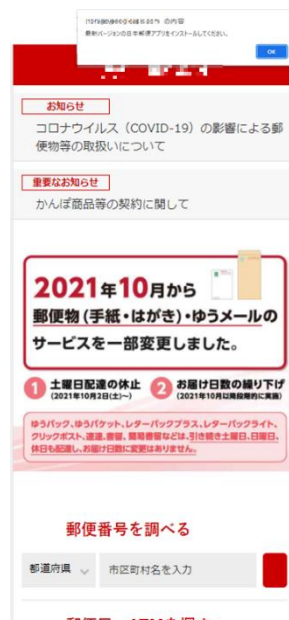 の内容
最新バージョンの日本郵便アプリをインストールしてください。
OK
お知らせ
コロナウイルス（COVID-19）の影響による郵
便物等の取扱いについて
重要なお知らせ
かんぽ商品等の契約に関して
2021年10月から
郵便物(手紙・はがき)・ゆうメールの
サービスを一部変更しました。
1 土曜日配達の休止
(2021年10月2日(土)〜)
2 お届け日数の繰り下げ
(2021年10月以降段階的に実施)
ゆうパック、ゆうパケット、レターパックプラス、レターパックライト、
クリックポスト、速達、書留、簡易書留などは、引き続き土曜日、日曜日、
休日も配達し、お届け日数に変更はありません。
郵便番号を調べる
都道府県
市区町村名を入力